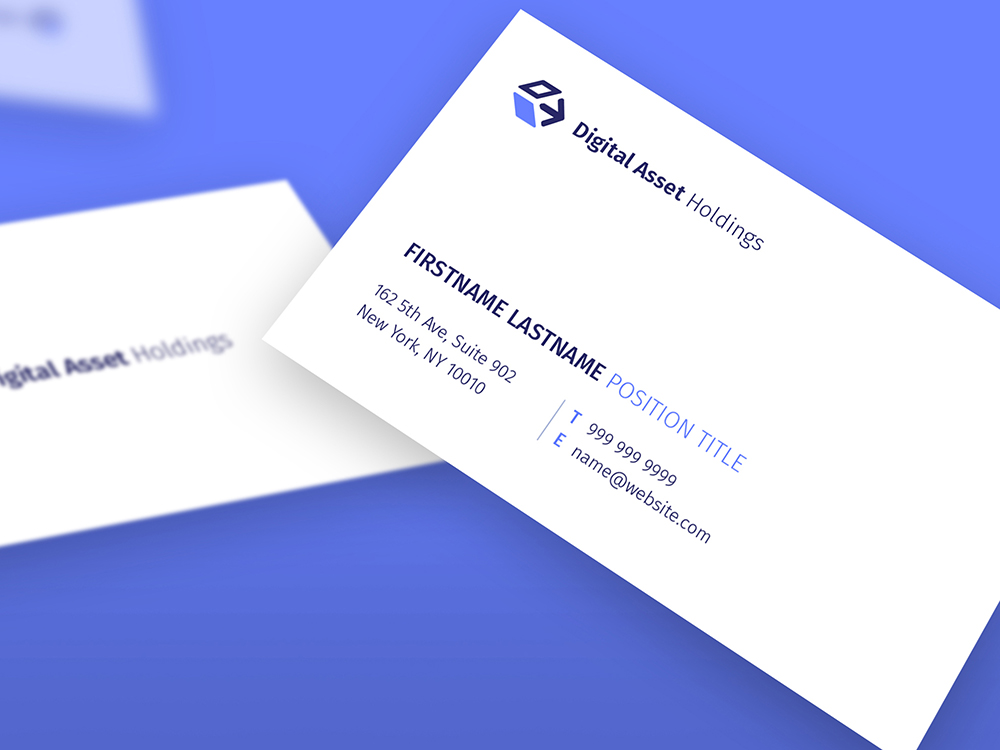 Digital Asset Holdings
FIRSTNAME LASTNAME POSITION TITLE
162 5th Ave, Suite 902
New York, NY 10010
T 999 999 9999
E name@website.com
igital Asset Holdings